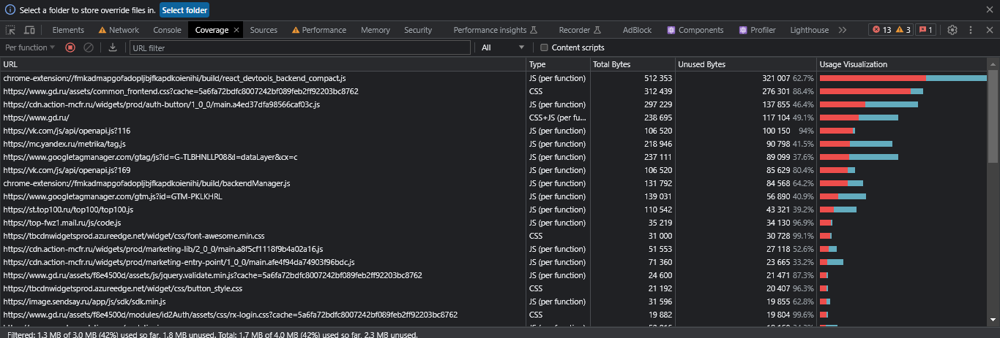 Select a folder to store override files in. Select folder
Elements Network Console Coverage Sources Performance Memory Security Performance insights Recorder AdBlock Components Profiler Lighthouse 13 3 1
Per function URL filter All Content scripts
URL Type Total Bytes Unused Bytes Usage Visualization
chrome-extension://fmkadmapgofadopljbjfkapdkoienihi/build/react_devtools_backend_compact.js JS (per function) 512 353 321 007 62.7%
https://www.gd.ru/assets/common_frontend.css?cache=5a6fa72bdfc8007242bf089feb2ff92203bc8762 CSS 312 439 276 301 88.4%
https://cdn.action-mcfr.ru/widgets/prod/auth-button/1_0_0/main.a4ed37dfa98566caf03c.js JS (per function) 297 229 137 855 46.4%
https://www.gd.ru/ CSS+JS (per fu... 238 695 117 104 49.1%
https://vk.com/js/api/openapi.js?116 JS (per function) 106 520 100 150 94%
https://mc.yandex.ru/metrika/tag.js JS (per function) 218 946 90 798 41.5%
https://www.googletagmanager.com/gtag/js?id=G-TLBHNLLP08&l=dataLayer&cx=c JS (per function) 237 111 89 099 37.6%
https://vk.com/js/api/openapi.js?169 JS (per function) 106 520 85 629 80.4%
chrome-extension://fmkadmapgofadopljbjfkapdkoienihi/build/backendManager.js JS (per function) 131 792 84 568 64.2%
https://www.googletagmanager.com/gtm.js?id=GTM-PKLKHRL JS (per function) 139 031 56 890 40.9%
https://st.top100.ru/top100/top100.js JS (per function) 110 542 43 321 39.2%
https://top-fwz1.mail.ru/js/code.js JS (per function) 35 219 34 130 96.9%
https://tbcdnwidgetsprod.azureedge.net/widget/css/font-awesome.min.css CSS 31 000 30 728 99.1%
https://cdn.action-mcfr.ru/widgets/prod/marketing-lib/2_0_0/main.a8f5cf1118f9b4a02a16.js JS (per function) 51 553 27 118 52.6%
https://cdn.action-mcfr.ru/widgets/prod/marketing-entry-point/1_0_0/main.afe4f94da74903f96bdc.js JS (per function) 71 360 23 665 33.2%
https://www.gd.ru/assets/f8e4500d/assets/js/jquery.validate.min.js?cache=5a6fa72bdfc8007242bf089feb2ff92203bc8762 JS (per function) 24 600 21 471 87.3%
https://tbcdnwidgetsprod.azureedge.net/widget/css/button_style.css CSS 21 192 20 407 96.3%
https://image.sendsay.ru/app/js/sdk/sdk.min.js JS (per function) 31 596 19 855 62.8%
https://www.gd.ru/assets/f8e4500d/modules/id2Auth/assets/css/rx-login.css?cache=5a6fa72bdfc8007242bf089feb2ff92203bc8762 CSS 19 882 19 804 99.6%
Filtered: 1.3 MB of 3.0 MB (42%) used so far, 1.8 MB unused. Total: 1.7 MB of 4.0 MB (42%) used so far, 2.3 MB unused.